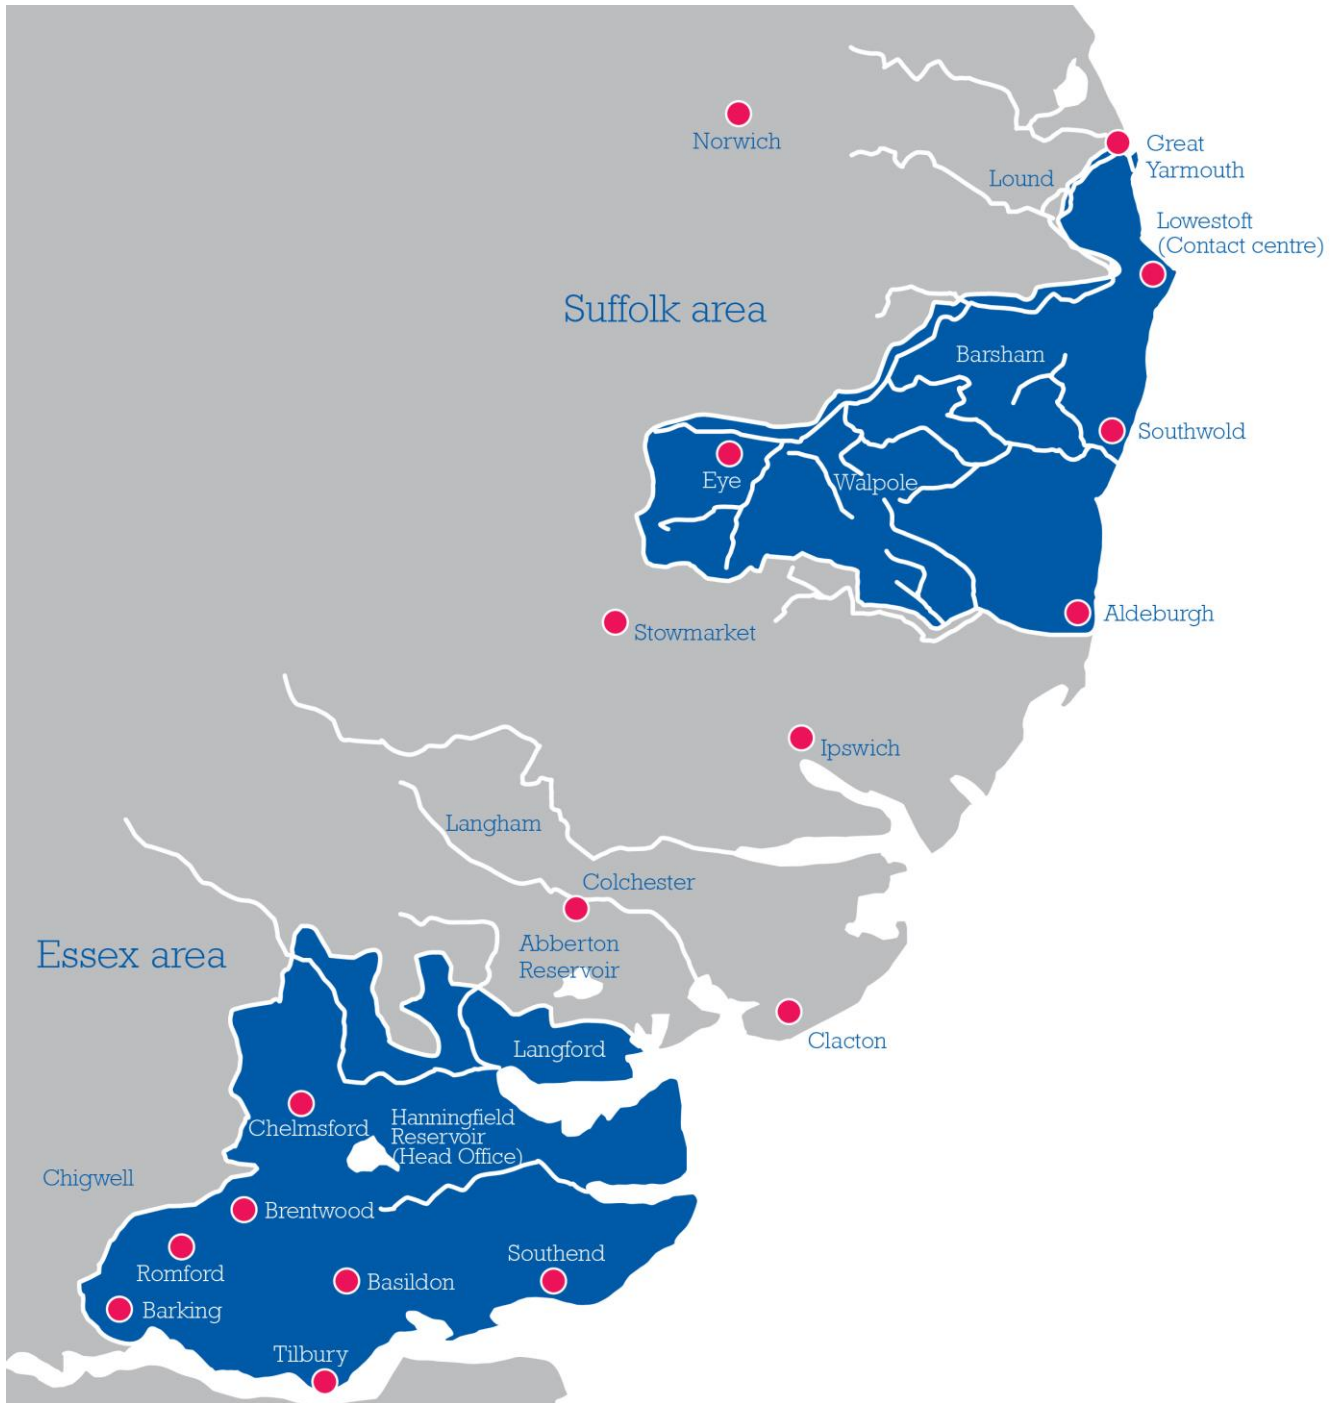 Norwich
Great
Yarmouth
Lound
Lowestoft
(Contact centre)
Suffolk area
Barsham
Southwold
Eye
Walpole
Aldeburgh
Stowmarket
Ipswich
Langham
Colchester
Essex area
Abberton
Reservoir
Clacton
Langford
Hanningfield
Reservoir
(Head Office)
Chelmsford
Chigwell
Brentwood
Southend
Romford
Basildon
Barking
Tilbury